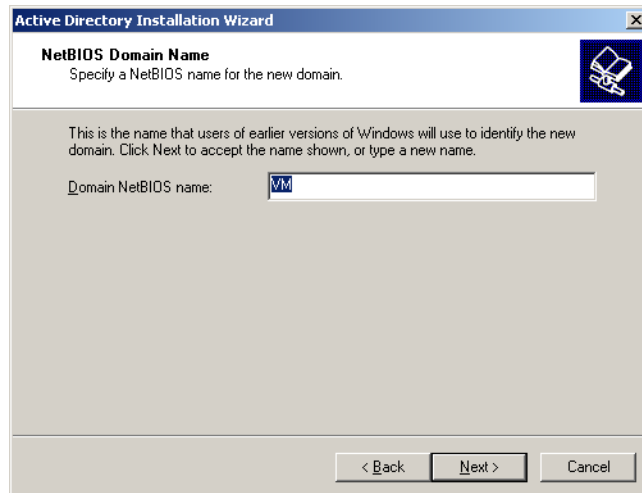 Active Directory Installation Wizard
NetBIOS Domain Name
Specify a NetBIOS name for the new domain.
This is the name that users of earlier versions of Windows will use to identify the new
domain. Click Next to accept the name shown, or type a new name.
Domain NetBIOS name: VM
< Back Next > Cancel